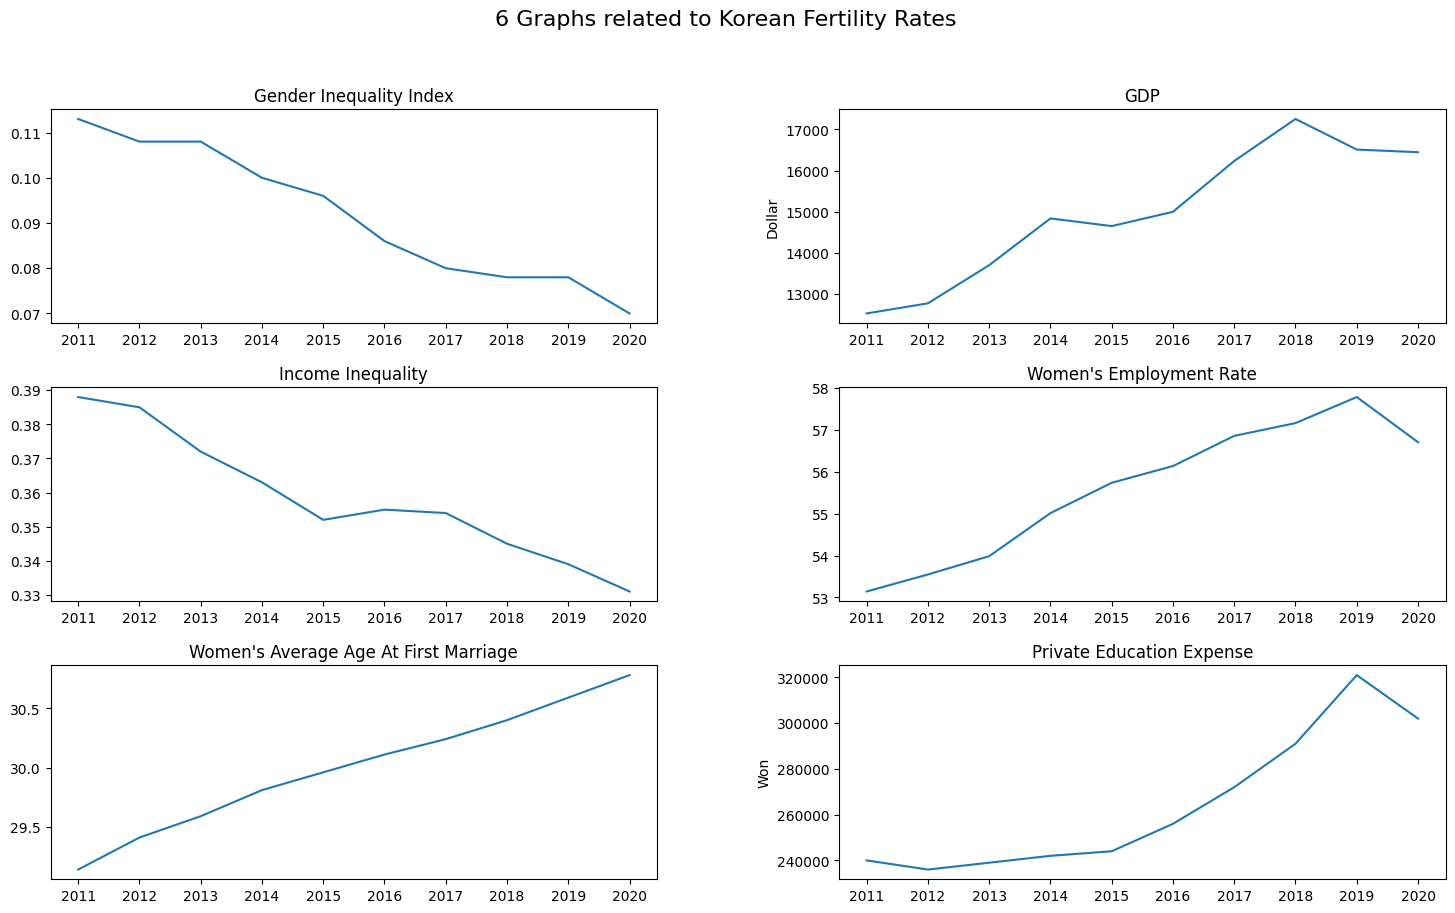 6 Graphs related to Korean Fertility Rates
Gender Inequality Index
0.11
0.10
0.09
0.08
0.07
2011 2012 2013 2014 2015 2016 2017 2018 2019 2020
GDP
Dollar
17000
16000
15000
14000
13000
2011 2012 2013 2014 2015 2016 2017 2018 2019 2020
Income Inequality
0.39
0.38
0.37
0.36
0.35
0.34
0.33
2011 2012 2013 2014 2015 2016 2017 2018 2019 2020
Women's Employment Rate
58
57
56
55
54
53
2011 2012 2013 2014 2015 2016 2017 2018 2019 2020
Women's Average Age At First Marriage
30.5
30.0
29.5
2011 2012 2013 2014 2015 2016 2017 2018 2019 2020
Private Education Expense
Won
320000
300000
280000
260000
240000
2011 2012 2013 2014 2015 2016 2017 2018 2019 2020